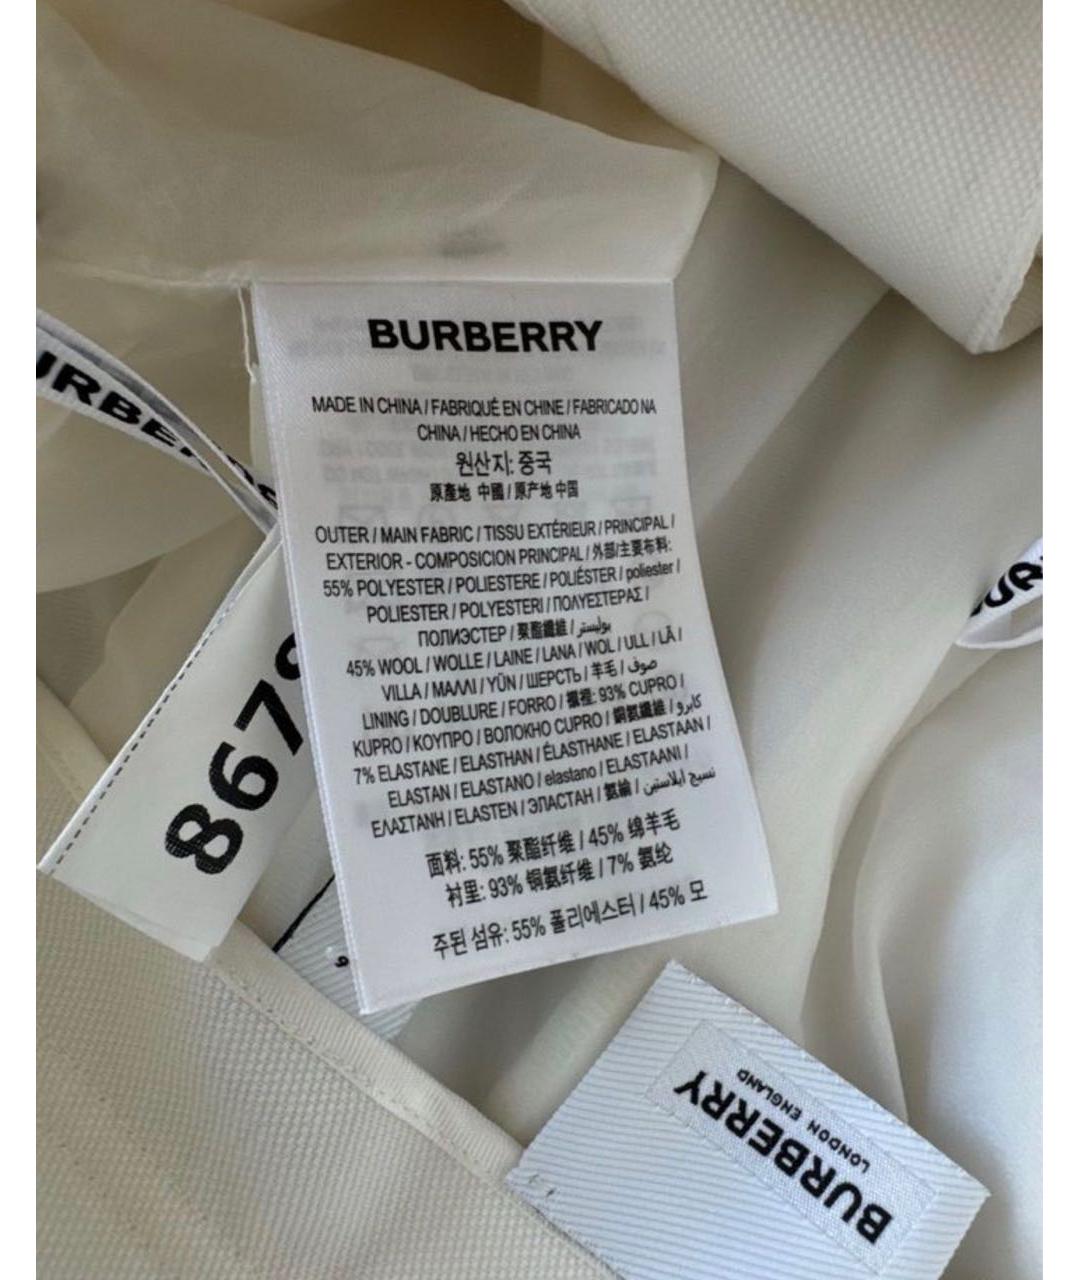 BURBERRY
MADE IN CHINA / FABRIQUÉ EN CHINE / FABRICADO NA
CHINA / HECHO EN CHINA
원산지: 중국
原產地 中國 / 原产地 中国
OUTER / MAIN FABRIC / TISSU EXTÉRIEUR / PRINCIPAL /
EXTERIOR - COMPOSICION PRINCIPAL / 外部/主要布料:
55% POLYESTER / POLIESTERE / POLIÉSTER / poliester /
POLIESTER / POLYESTERI / ΠΟΛΥΕΣΤΕΡΑΣ /
ПОЛИЭСТЕР / 聚酯纖維 / بوليستر
45% WOOL / WOLLE / LAINE / LANA / WOL / ULL / LÃ /
VILLA / ΜΑΛΛΙ / YÜN / ШЕРСТЬ / 羊毛 / صوف
LINING / DOUBLURE / FORRO / 襯裡: 93% CUPRO /
KUPRO / ΚΟΥΠΡΟ / ВОЛОКНО CUPRO / 銅氨纖維 / كابرو
7% ELASTANE / ELASTHAN / ÉLASTHANE / ELASTAAN /
ELASTAN / ELASTANO / elastano / ELASTAANI /
ΕΛΑΣΤΑΝΗ / ELASTEN / ЭЛАСТАН / 氨綸 / نسيج ايلاستين
面料: 55% 聚酯纤维 / 45% 绵羊毛
衬里: 93% 铜氨纤维 / 7% 氨纶
주된 섬유: 55% 폴리에스터 / 45% 모
867
BURBERRY
LONDON ENGLAND